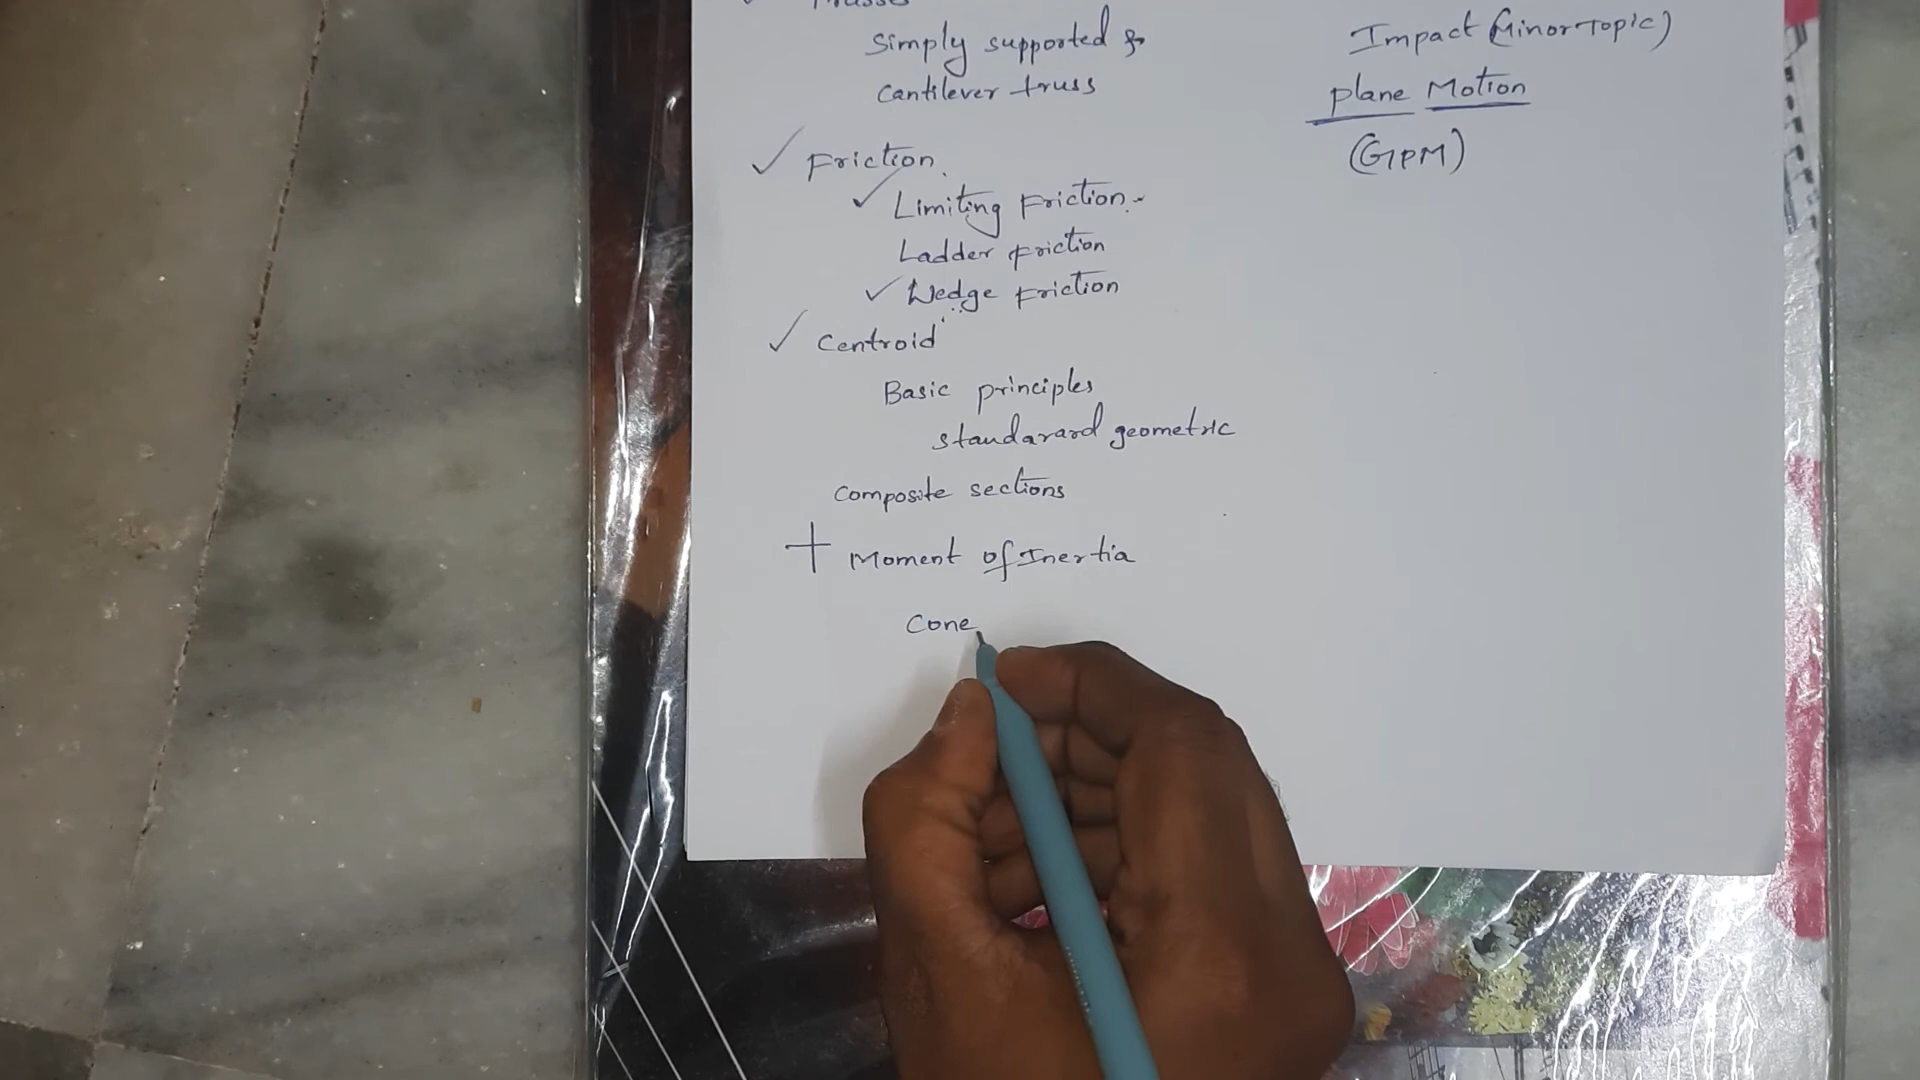 Trusses
Simply supported &
Cantilever truss
Friction
Limiting Friction
Ladder friction
Wedge friction
Centroid
Basic principles
standarard geometric
composite sections
+ Moment of Inertia
Cone
Impact (Minor Topic)
plane Motion
(GPM)